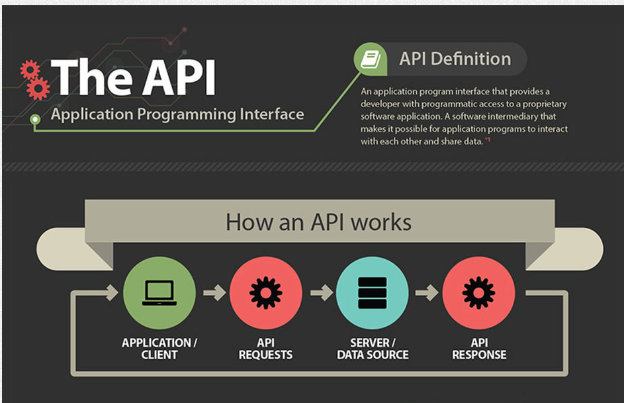 The API
Application Programming Interface
API Definition
An application program interface that provides a
developer with programmatic access to a proprietary
software application. A software intermediary that
makes it possible for application programs to interact
with each other and share data. *1
How an API works
APPLICATION /
CLIENT
API
REQUESTS
SERVER /
DATA SOURCE
API
RESPONSE